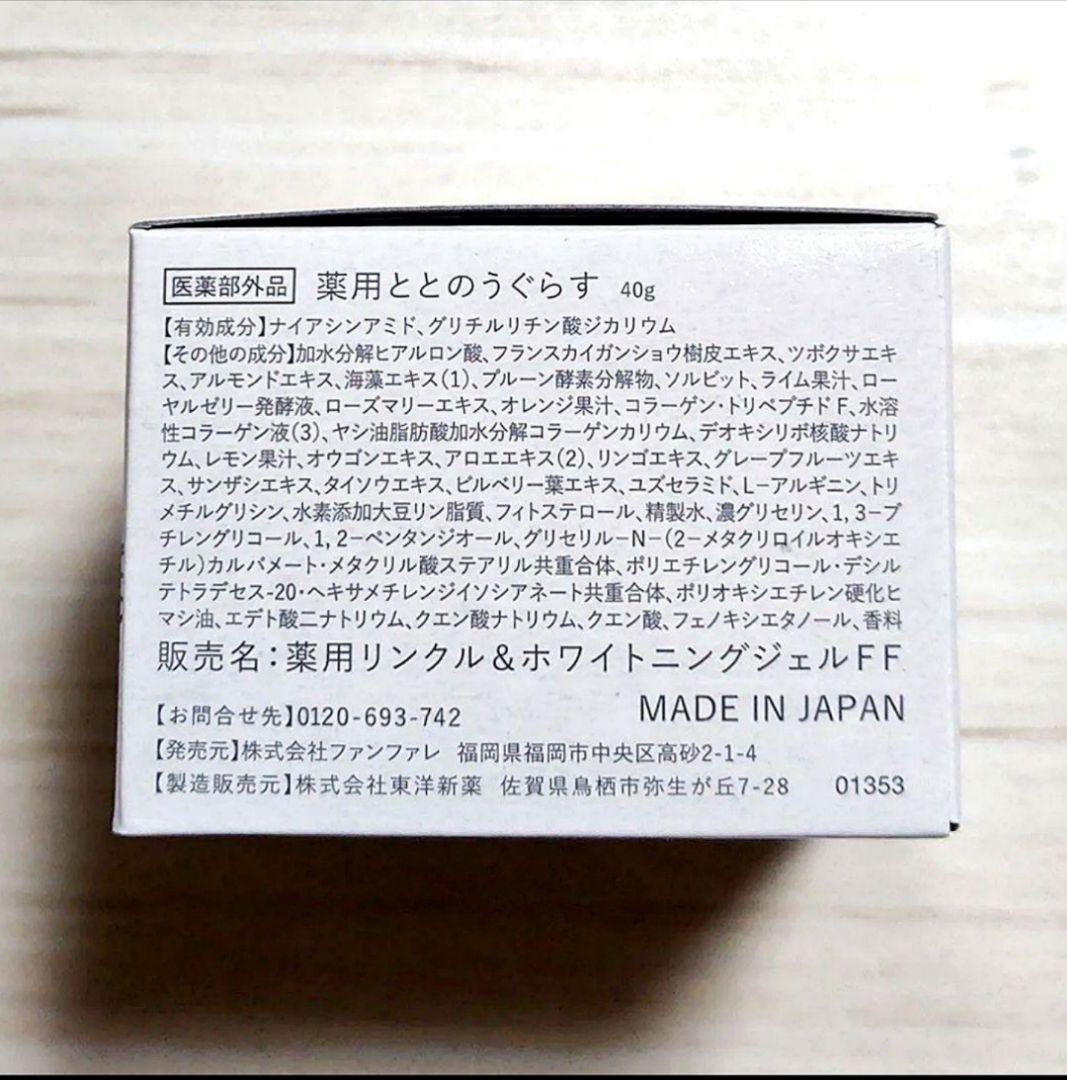 医薬部外品 薬用ととのうぐらす 40g
【有効成分】ナイアシンアミド、グリチルリチン酸ジカリウム
【その他の成分】加水分解ヒアルロン酸、フランスカイガンショウ樹皮エキス、ツボクサエキ
ス、アルモンドエキス、海藻エキス(1)、プルーン酵素分解物、ソルビット、ライム果汁、ロー
ヤルゼリー発酵液、ローズマリーエキス、オレンジ果汁、コラーゲン・トリペプチドF、水溶
性コラーゲン液(3)、ヤシ油脂肪酸加水分解コラーゲンカリウム、デオキシリボ核酸ナトリ
ウム、レモン果汁、オウゴンエキス、アロエエキス(2)、リンゴエキス、グレープフルーツエキ
ス、サンザシエキス、タイソウエキス、ビルベリー葉エキス、ユズセラミド、L-アルギニン、トリ
メチルグリシン、水素添加大豆リン脂質、フィトステロール、精製水、濃グリセリン、1,3-ブ
チレングリコール、1,2-ペンタンジオール、グリセリル-N-(2-メタクリロイルオキシエ
チル)カルバメート・メタクリル酸ステアリル共重合体、ポリエチレングリコール・デシル
テトラデセス-20・ヘキサメチレンジイソシアネート共重合体、ポリオキシエチレン硬化ヒ
マシ油、エデト酸二ナトリウム、クエン酸ナトリウム、クエン酸、フェノキシエタノール、香料
販売名:薬用リンクル&ホワイトニングジェルFF
MADE IN JAPAN
【お問合せ先】0120-693-742
【発売元】株式会社ファンファレ 福岡県福岡市中央区高砂2-1-4
【製造販売元】株式会社東洋新薬 佐賀県鳥栖市弥生が丘7-28 01353